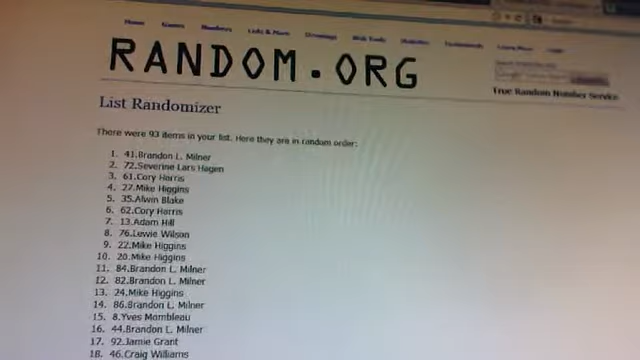 Home Games Numbers Lists & More Drawings Web Tools Statistics Testimonials Learn More Login
RANDOM.ORG
True Random Number Service
List Randomizer
There were 93 items in your list. Here they are in random order:
1. 41.Brandon L. Milner
2. 72.Severine Lars Hagen
3. 61.Cory Harris
4. 27.Mike Higgins
5. 35.Alwin Blake
6. 62.Cory Harris
7. 13.Adam Hill
8. 76.Lewie Wilson
9. 22.Mike Higgins
10. 20.Mike Higgins
11. 84.Brandon L. Milner
12. 82.Brandon L. Milner
13. 24.Mike Higgins
14. 86.Brandon L. Milner
15. 8.Yves Mombleau
16. 44.Brandon L. Milner
17. 92.Jamie Grant
18. 46.Craig Williams